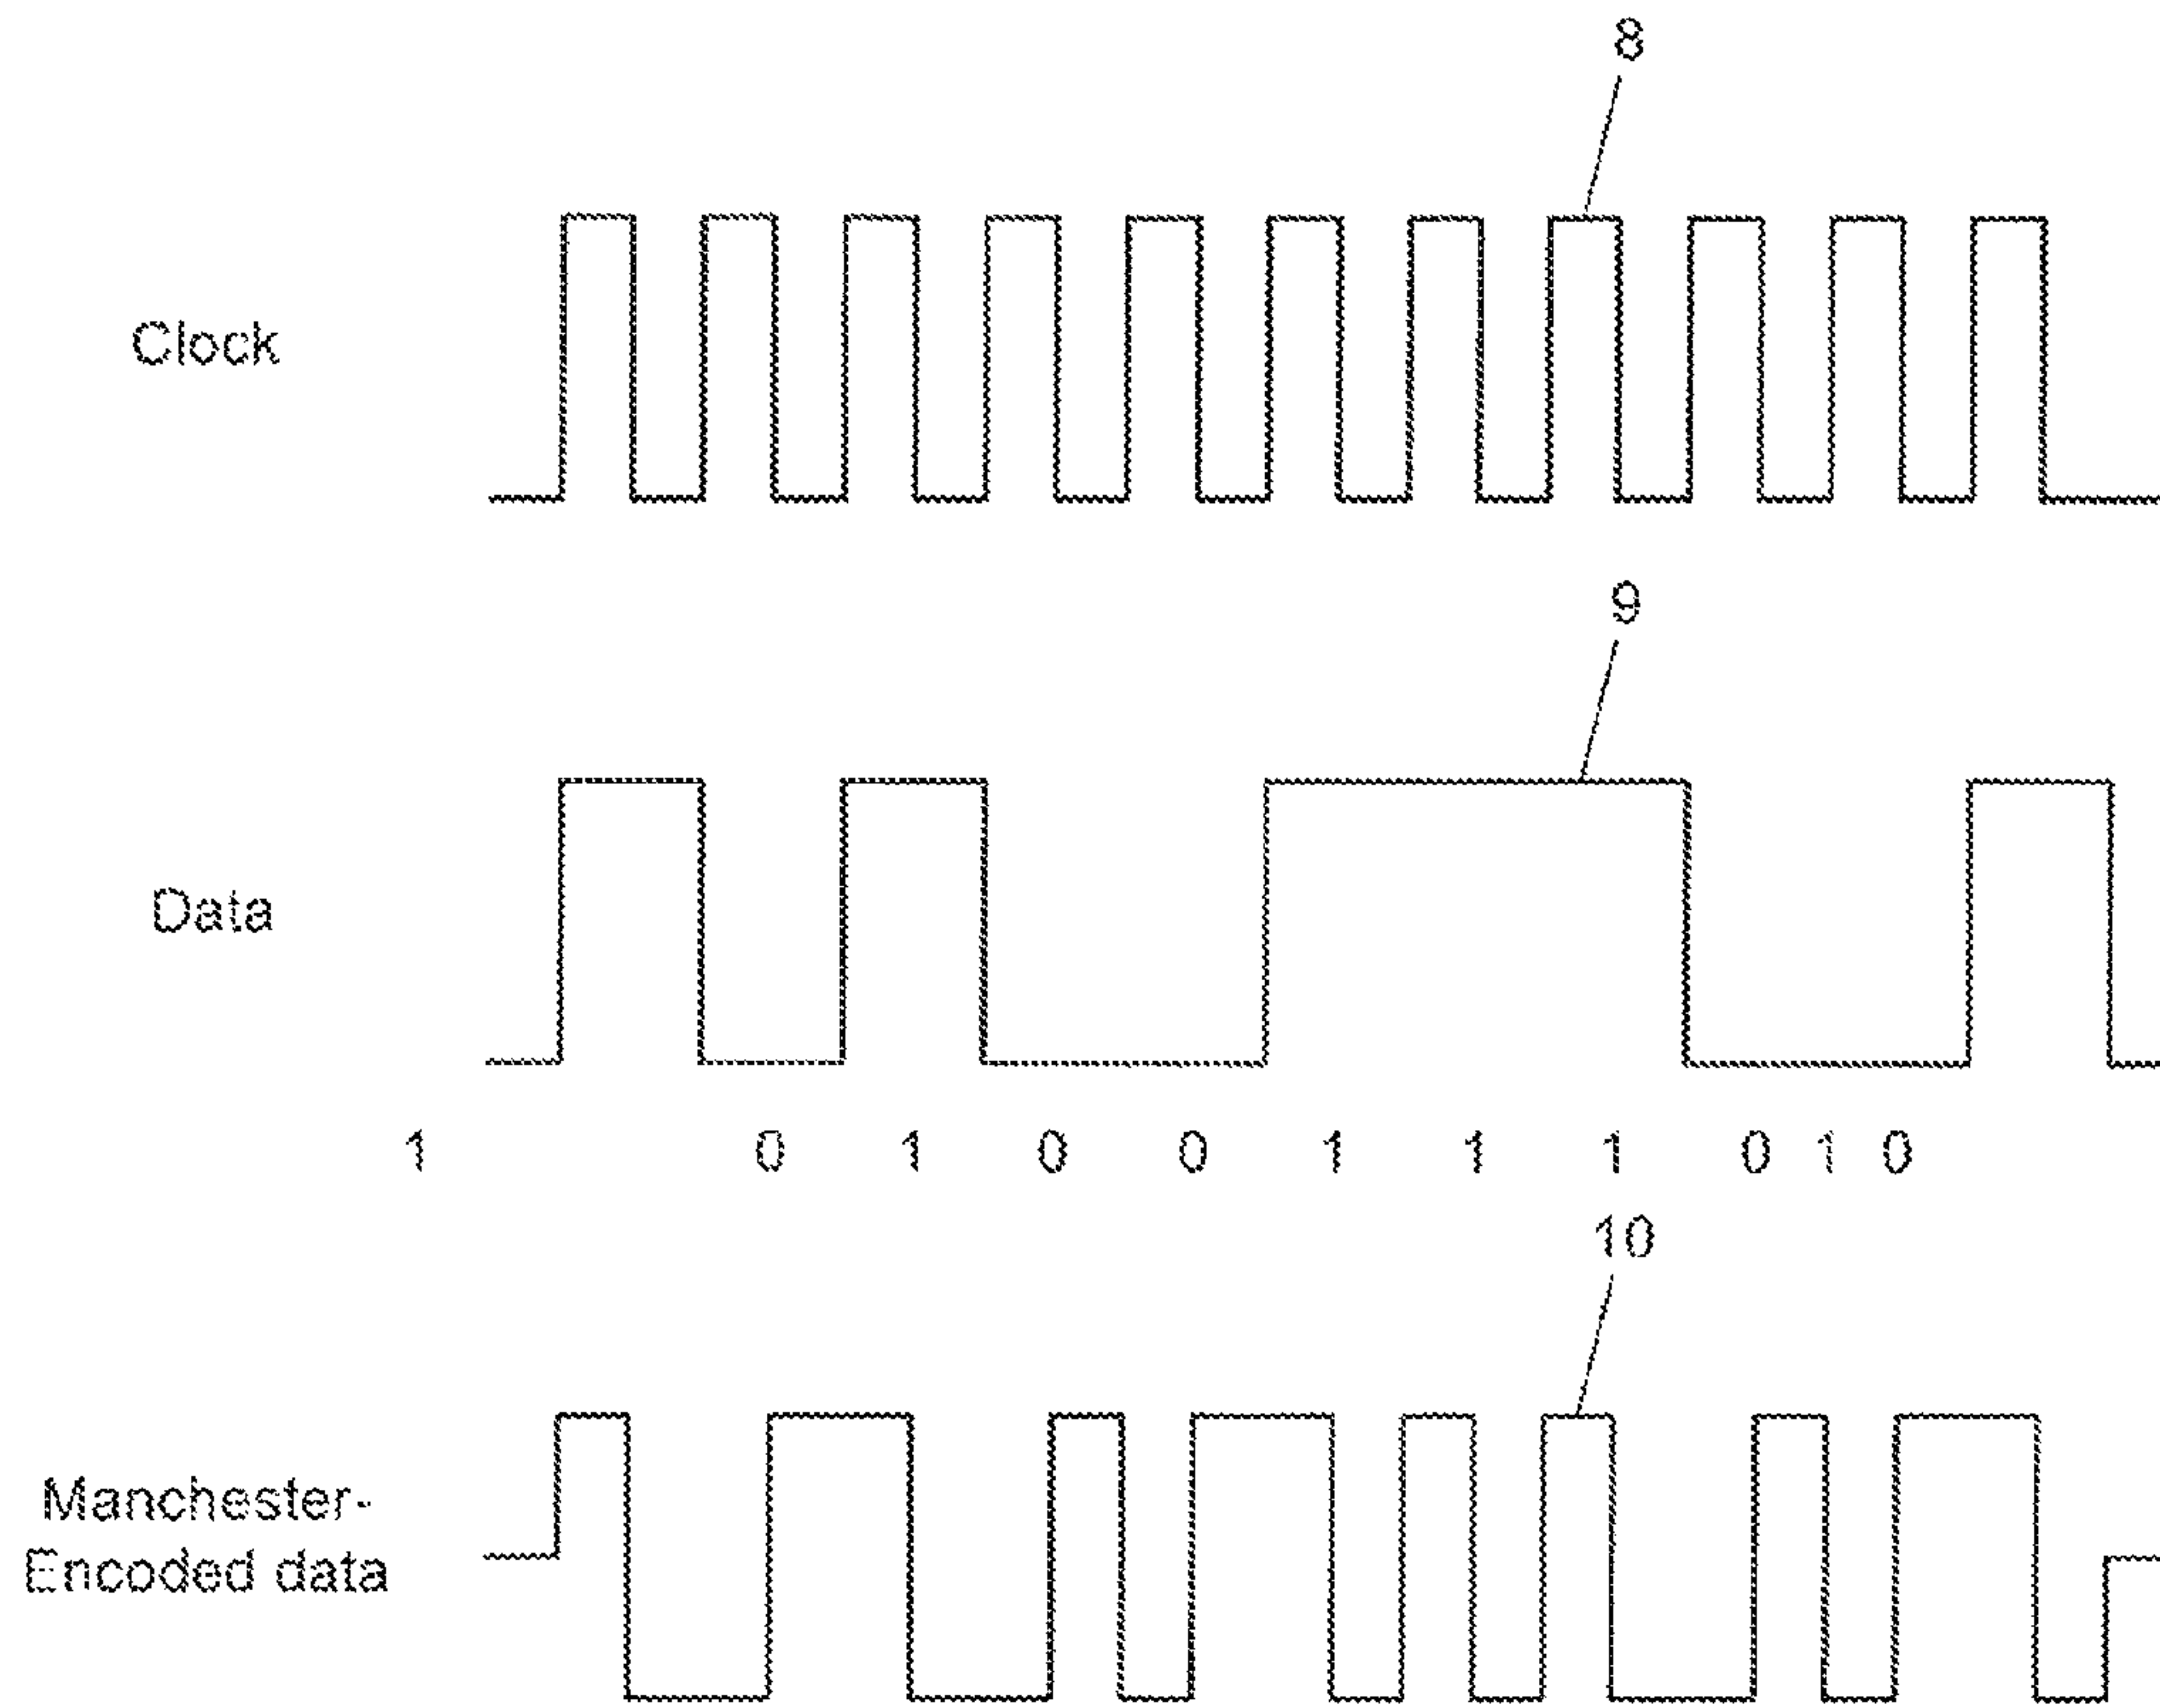 8
Clock
9
Data
1 0 1 0 0 1 1 1 0 1 0
10
Manchester-
Encoded data